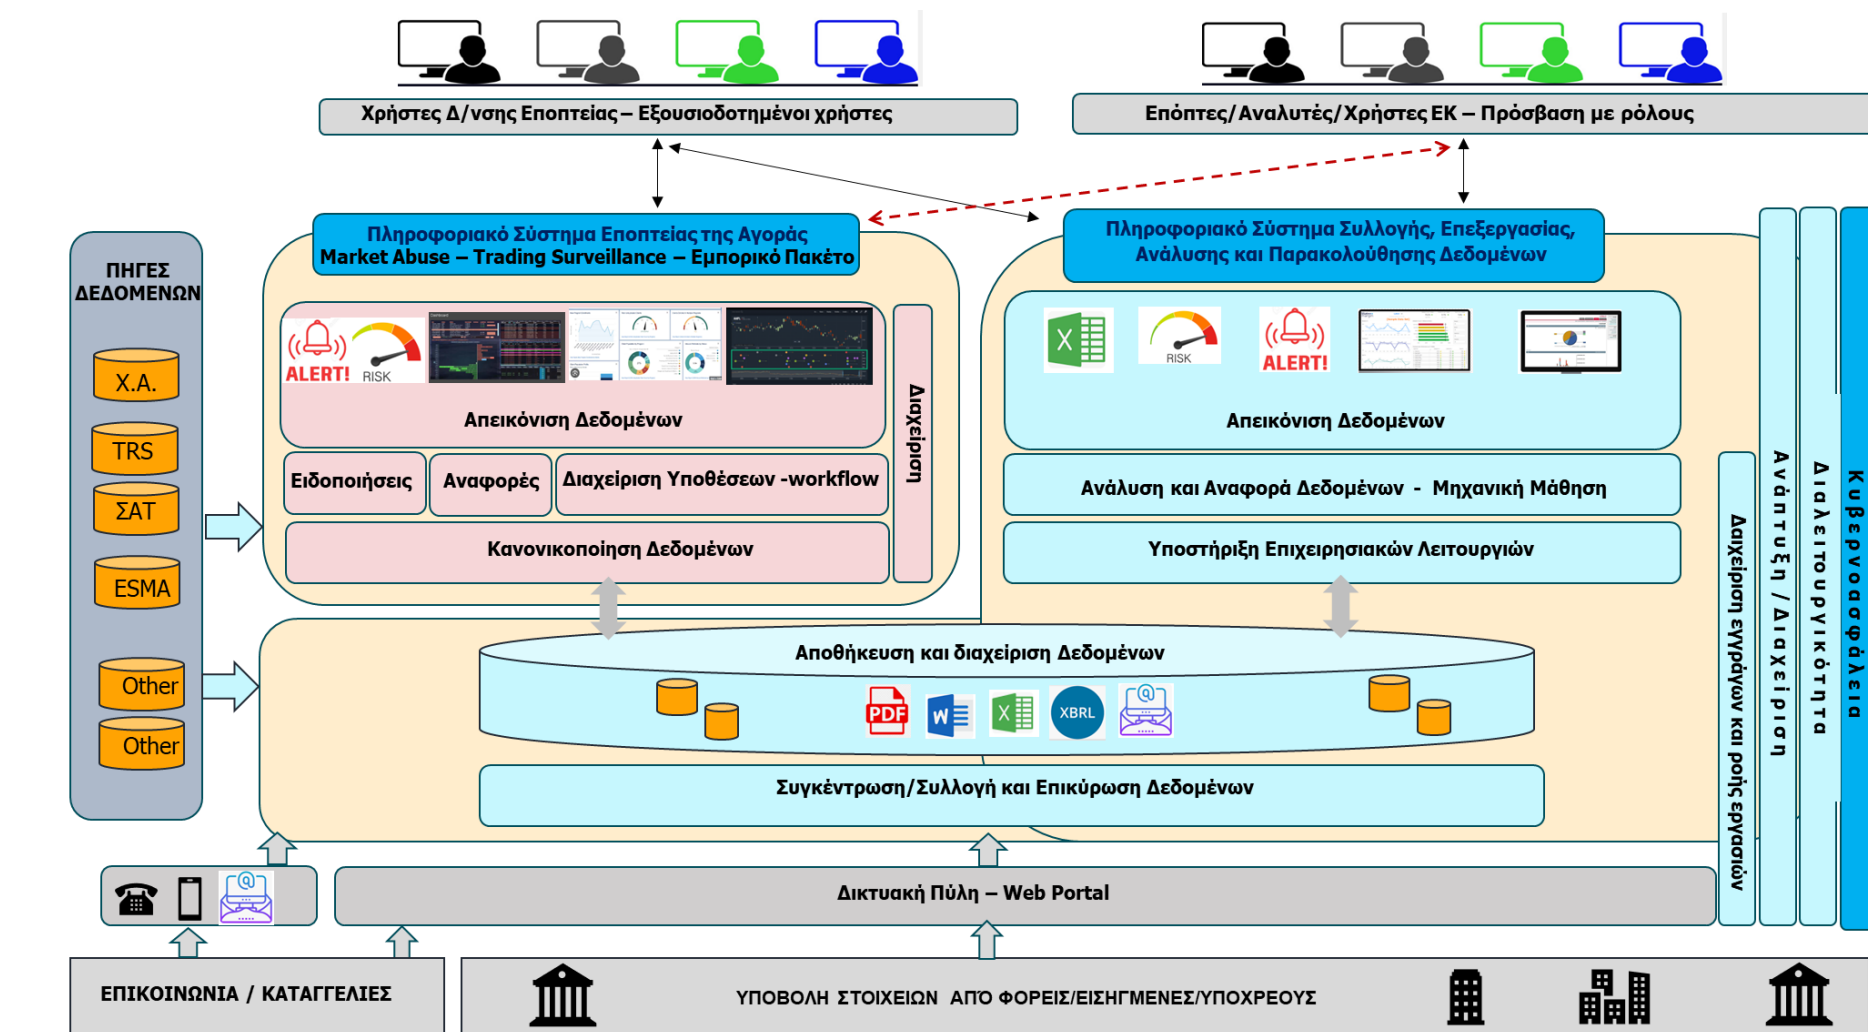 Χρήστες Δ/νσης Εποπτείας – Εξουσιοδοτημένοι χρήστες
Επόπτες/Αναλυτές/Χρήστες ΕΚ – Πρόσβαση με ρόλους
Πληροφοριακό Σύστημα Εποπτείας της Αγοράς
Market Abuse – Trading Surveillance – Εμπορικό Πακέτο
Πληροφοριακό Σύστημα Συλλογής, Επεξεργασίας,
Ανάλυσης και Παρακολούθησης Δεδομένων
ΠΗΓΕΣ
ΔΕΔΟΜΕΝΩΝ
Χ.Α.
TRS
ΣΑΤ
ESMA
Other
Other
ALERT!
RISK
Απεικόνιση Δεδομένων
Ειδοποιήσεις
Αναφορές
Διαχείριση Υποθέσεων -workflow
Κανονικοποίηση Δεδομένων
Διαχείριση
X
RISK
ALERT!
Απεικόνιση Δεδομένων
Ανάλυση και Αναφορά Δεδομένων - Μηχανική Μάθηση
Υποστήριξη Επιχειρησιακών Λειτουργιών
Αποθήκευση και διαχείριση Δεδομένων
PDF
W
X
XBRL
@
Συγκέντρωση/Συλλογή και Επικύρωση Δεδομένων
Δαιχείριση εγγράγων και ροής εργασιών
Ανάπτυξη / Διαχείριση
Διαλειτουργικότητα
Κυβερνοασφάλεια
@
Δικτυακή Πύλη – Web Portal
ΕΠΙΚΟΙΝΩΝΙΑ / ΚΑΤΑΓΓΕΛΙΕΣ
ΥΠΟΒΟΛΗ ΣΤΟΙΧΕΙΩΝ ΑΠΌ ΦΟΡΕΙΣ/ΕΙΣΗΓΜΕΝΕΣ/ΥΠΟΧΡΕΟΥΣ